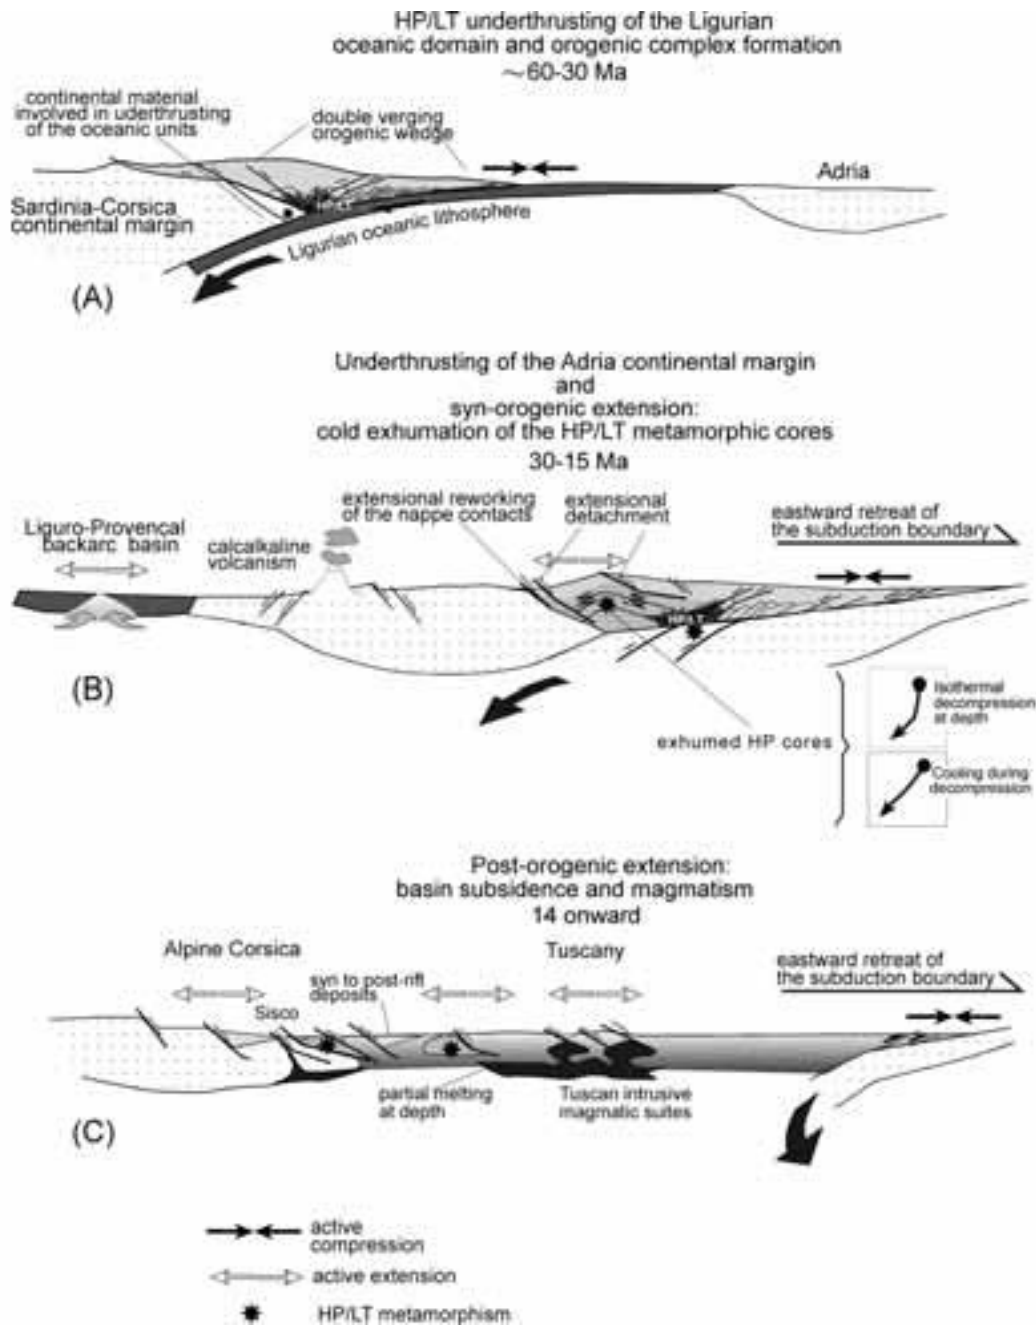 HP/LT underthrusting of the Ligurian
oceanic domain and orogenic complex formation
~60-30 Ma
continental material
involved in uderthrusting
of the oceanic units
double verging
orogenic wedge
Adria
Sardinia-Corsica
continental margin
Ligurian oceanic lithosphere
(A)
Underthrusting of the Adria continental margin
and
syn-orogenic extension:
cold exhumation of the HP/LT metamorphic cores
30-15 Ma
extensional reworking
of the nappe contacts
extensional
detachment
eastward retreat of
the subduction boundary
Liguro-Provençal
backarc basin
calcalkaline
volcanism
(B)
exhumed HP cores
Isothermal
decompression
at depth
Cooling during
decompression
Post-orogenic extension:
basin subsidence and magmatism
14 onward
Alpine Corsica
Tuscany
eastward retreat of
the subduction boundary
syn to post-rift
deposits
Sisco
partial melting
at depth
Tuscan intrusive
magmatic suites
(C)
active
compression
active extension
HP/LT metamorphism